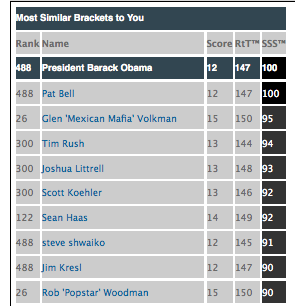 Most Similar Brackets to You
Rank Name Score RtT™ SSS™
488 President Barack Obama 12 147 100
488 Pat Bell 12 147 100
26 Glen 'Mexican Mafia' Volkman 15 150 95
300 Tim Rush 13 144 94
300 Joshua Littrell 13 148 93
300 Scott Koehler 13 146 92
122 Sean Haas 14 149 92
488 steve shwaiko 12 145 91
488 Jim Kresl 12 147 90
26 Rob 'Popstar' Woodman 15 150 90